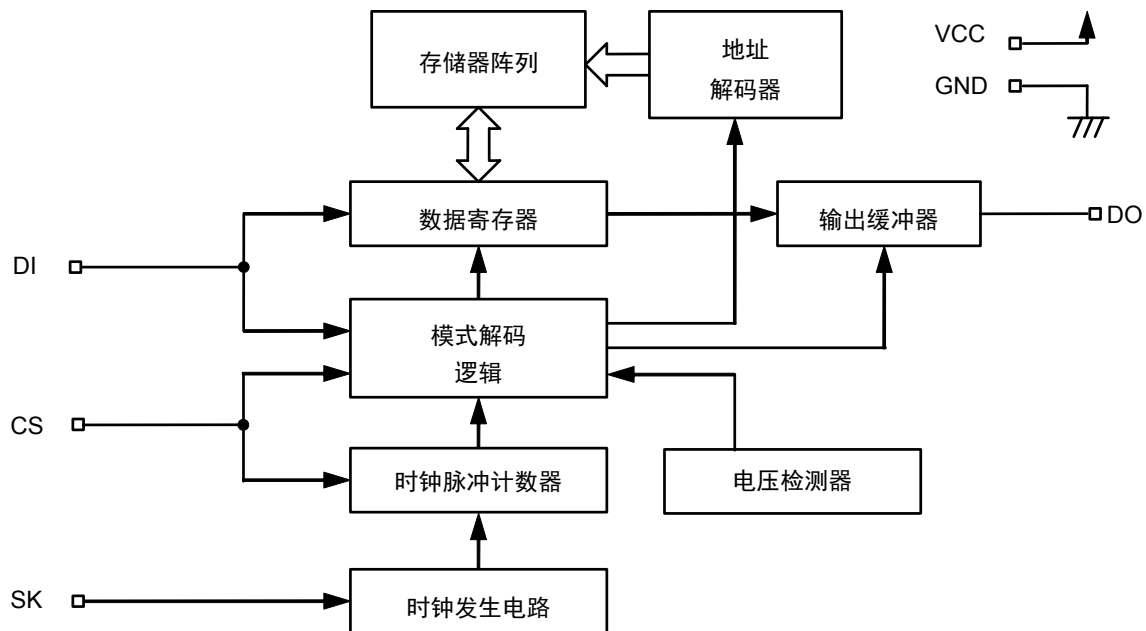 存储器阵列
地址
解码器
VCC
GND
数据寄存器
输出缓冲器
DO
DI
模式解码
逻辑
CS
时钟脉冲计数器
电压检测器
SK
时钟发生电路